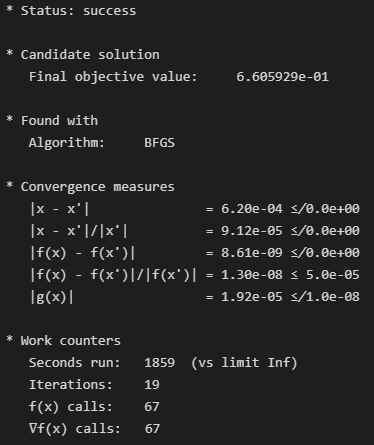 * Status: success
* Candidate solution
Final objective value: 6.605929e-01
* Found with
Algorithm: BFGS
* Convergence measures
|x - x'| = 6.20e-04 ≰ 0.0e+00
|x - x'|/|x'| = 9.12e-05 ≰ 0.0e+00
|f(x) - f(x')| = 8.61e-09 ≰ 0.0e+00
|f(x) - f(x')|/|f(x')| = 1.30e-08 ≤ 5.0e-05
|g(x)| = 1.92e-05 ≰ 1.0e-08
* Work counters
Seconds run: 1859 (vs limit Inf)
Iterations: 19
f(x) calls: 67
∇f(x) calls: 67